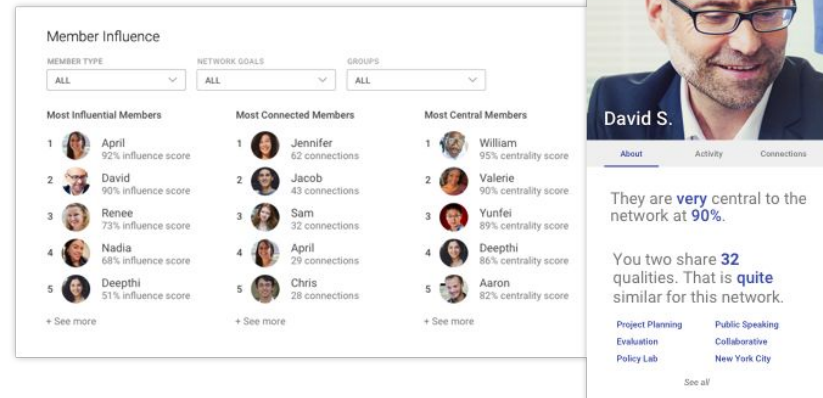 Member Influence
MEMBER TYPE
NETWORK GOALS
GROUPS
ALL
ALL
ALL
Most Influential Members
1 April
92% influence score
2 David
90% influence score
3 Renee
73% influence score
4 Nadia
68% influence score
5 Deepthi
51% influence score
+ See more
Most Connected Members
1 Jennifer
62 connections
2 Jacob
43 connections
3 Sam
32 connections
4 April
29 connections
5 Chris
28 connections
+ See more
Most Central Members
1 William
95% centrality score
2 Valerie
90% centrality score
3 Yunfei
89% centrality score
4 Deepthi
86% centrality score
5 Aaron
82% centrality score
+ See more
David S.
About Activity Connections
They are very central to the
network at 90%.
You two share 32
qualities. That is quite
similar for this network.
Project Planning Public Speaking
Evaluation Collaborative
Policy Lab New York City
See all